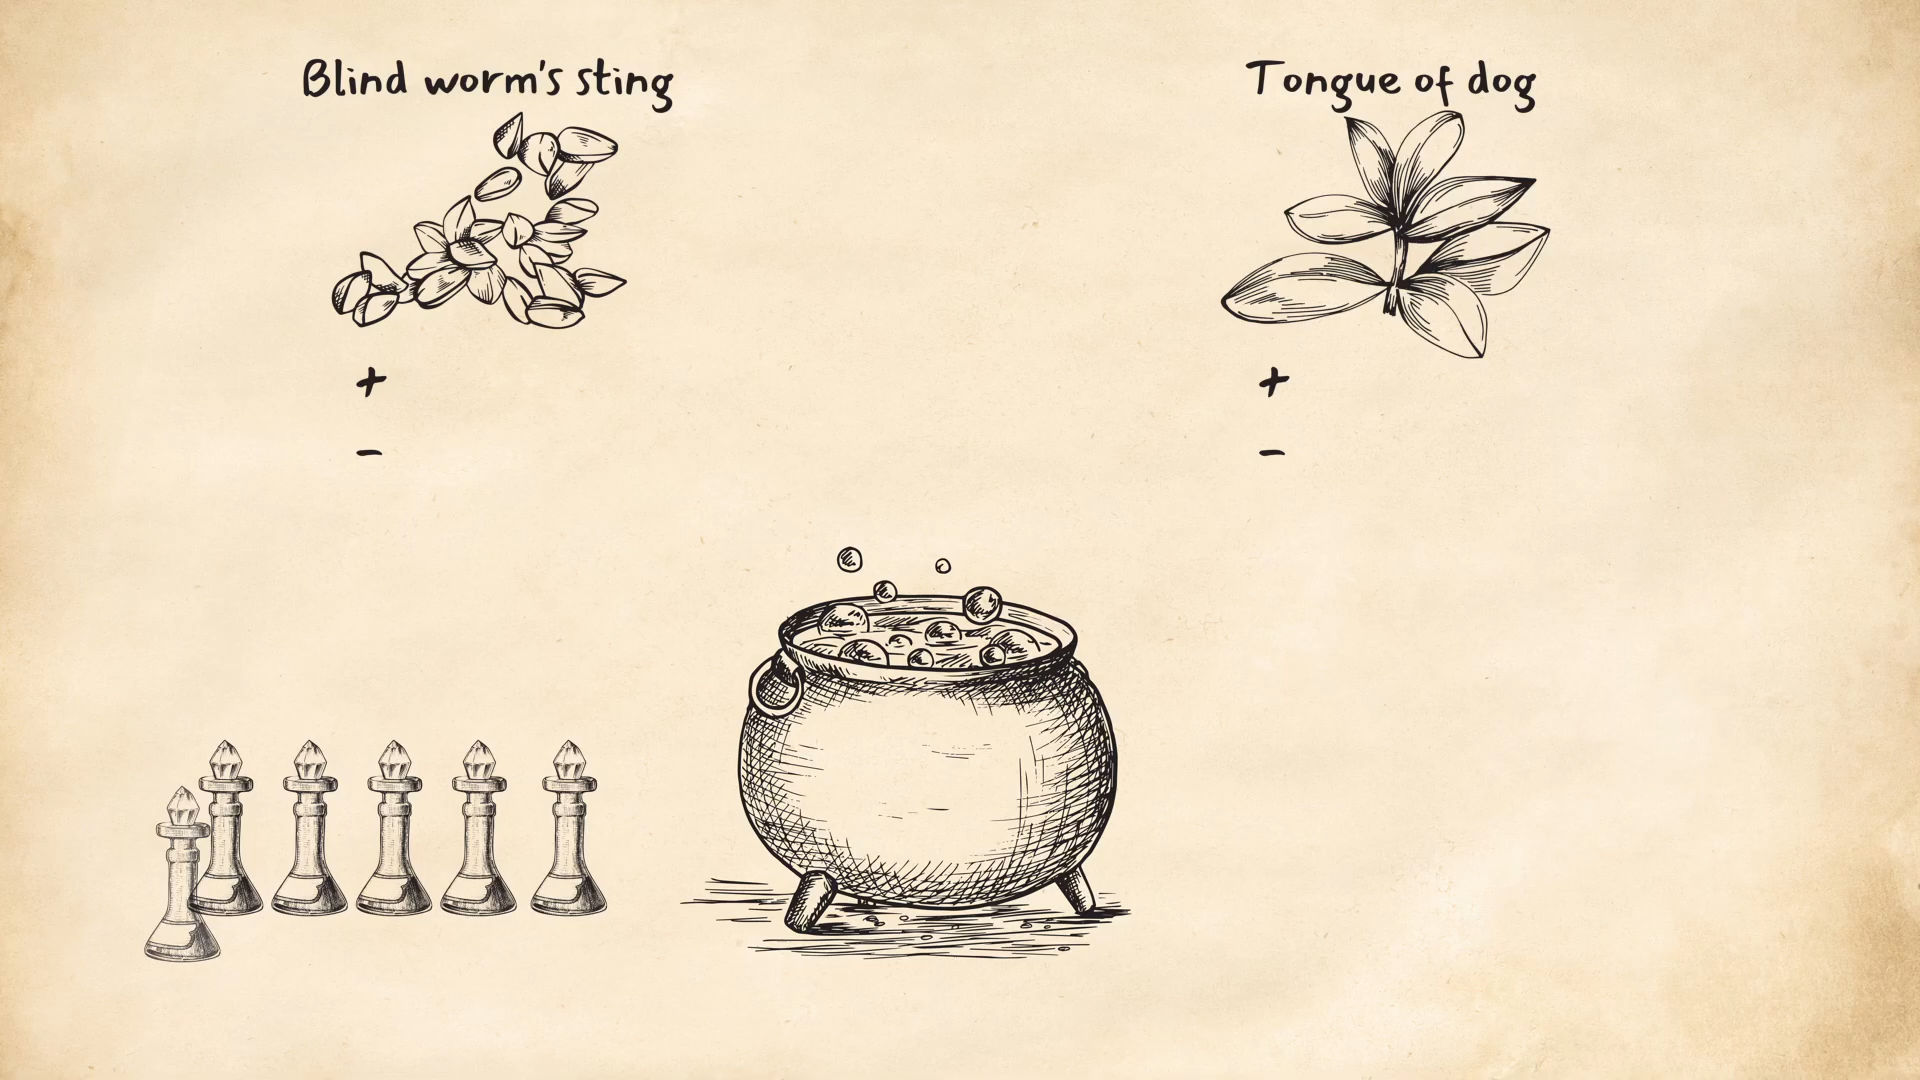 Blind worm's sting
Tongue of dog
+
+
-
-